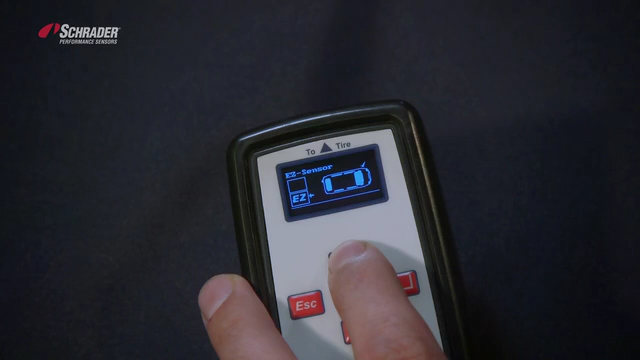 SCHRADER
PERFORMANCE SENSORS
To Tire
EZ-Sensor
EZ
Esc